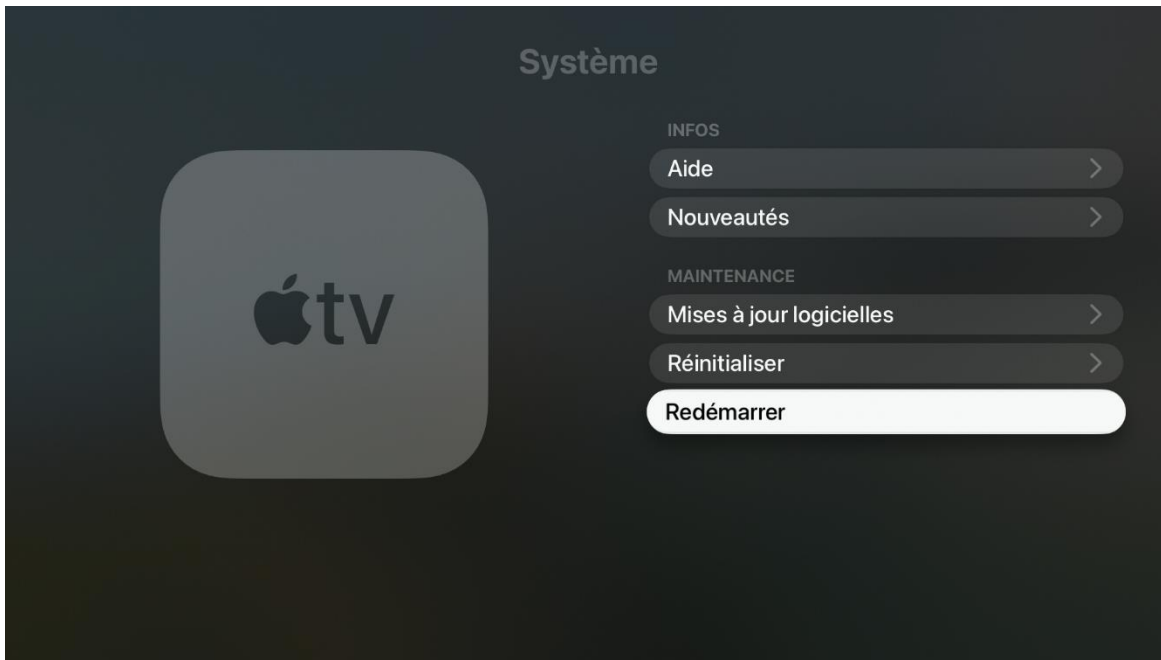 Système
tv
INFOS
Aide
Nouveautés
MAINTENANCE
Mises à jour logicielles
Réinitialiser
Redémarrer